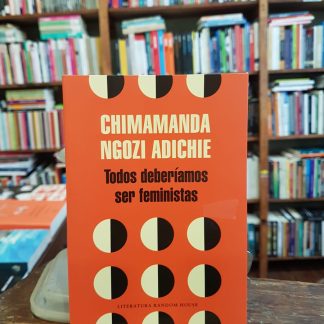 CHIMAMANDA
NGOZI ADICHIE
Todos deberíamos
ser feministas
LITERATURA RANDOM HOUSE